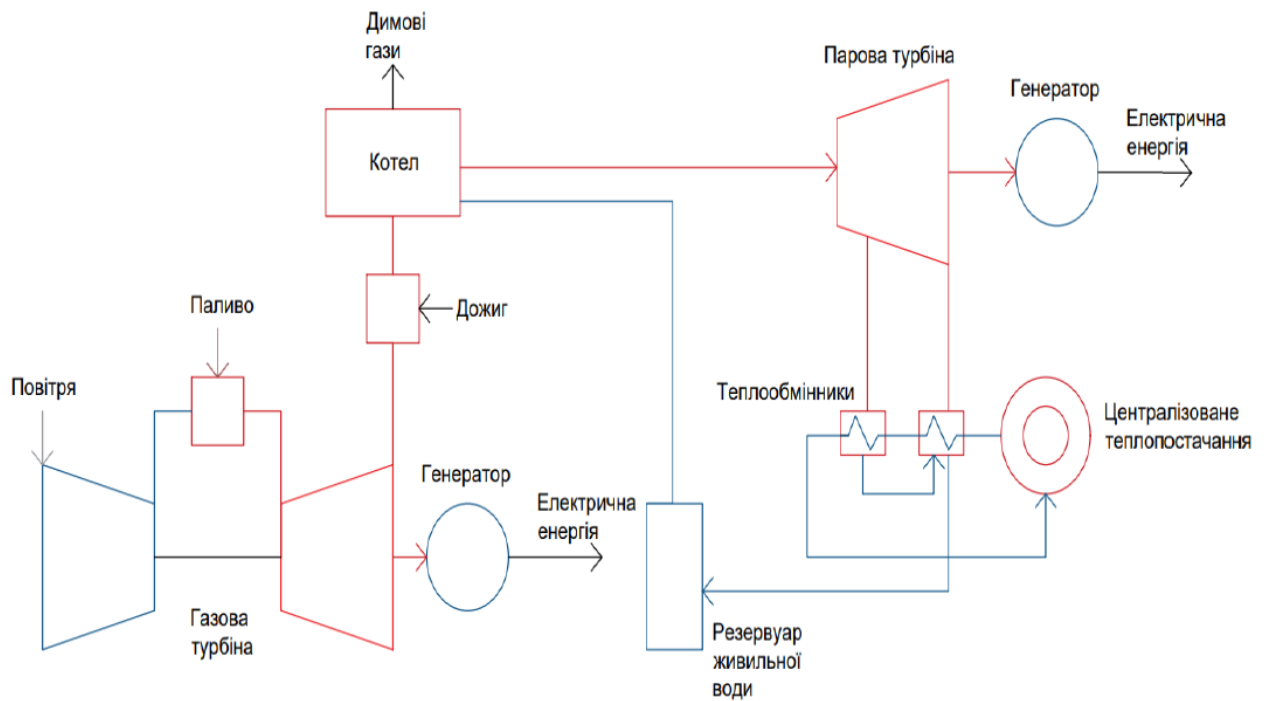 Димові
гази
Парова турбіна
Генератор
Електрична
енергія
Котел
Паливо
Дожиг
Повітря
Теплообмінники
Централізоване
теплопостачання
Генератор
Електрична
енергія
Газова
турбіна
Резервуар
живильної
води